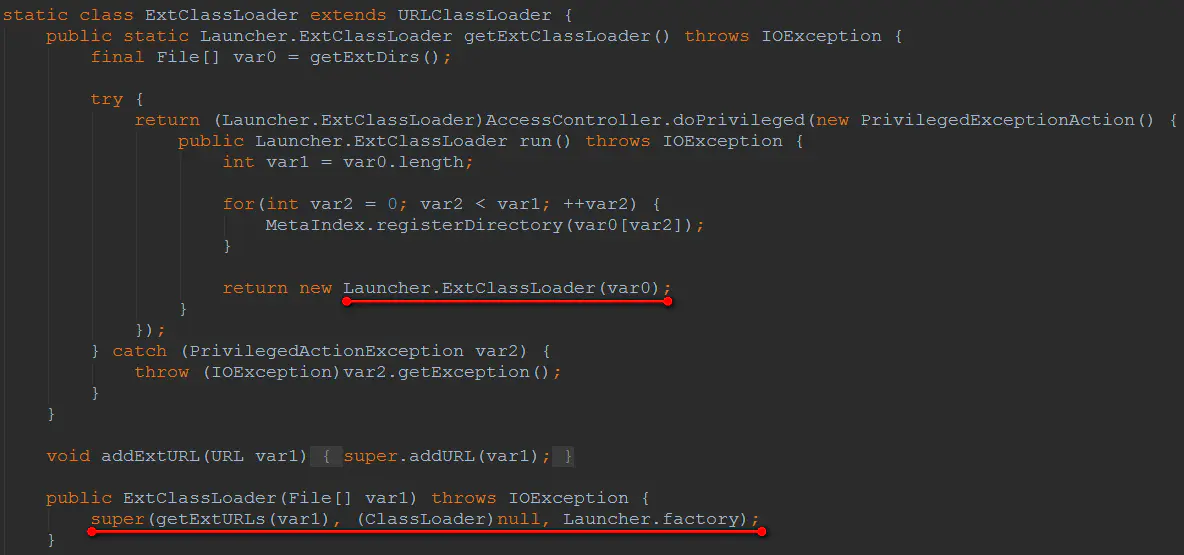 static class ExtClassLoader extends URLClassLoader {
public static Launcher.ExtClassLoader getExtClassLoader() throws IOException {
final File[] var0 = getExtDirs();
try {
return (Launcher.ExtClassLoader)AccessController.doPrivileged(new PrivilegedExceptionAction() {
public Launcher.ExtClassLoader run() throws IOException {
int var1 = var0.length;
for(int var2 = 0; var2 < var1; ++var2) {
MetaIndex.registerDirectory(var0[var2]);
}
return new Launcher.ExtClassLoader(var0);
}
});
} catch (PrivilegedActionException var2) {
throw (IOException)var2.getException();
}
}
void addExtURL(URL var1) { super.addURL(var1); }
public ExtClassLoader(File[] var1) throws IOException {
super(getExtURLs(var1), (ClassLoader)null, Launcher.factory);
}